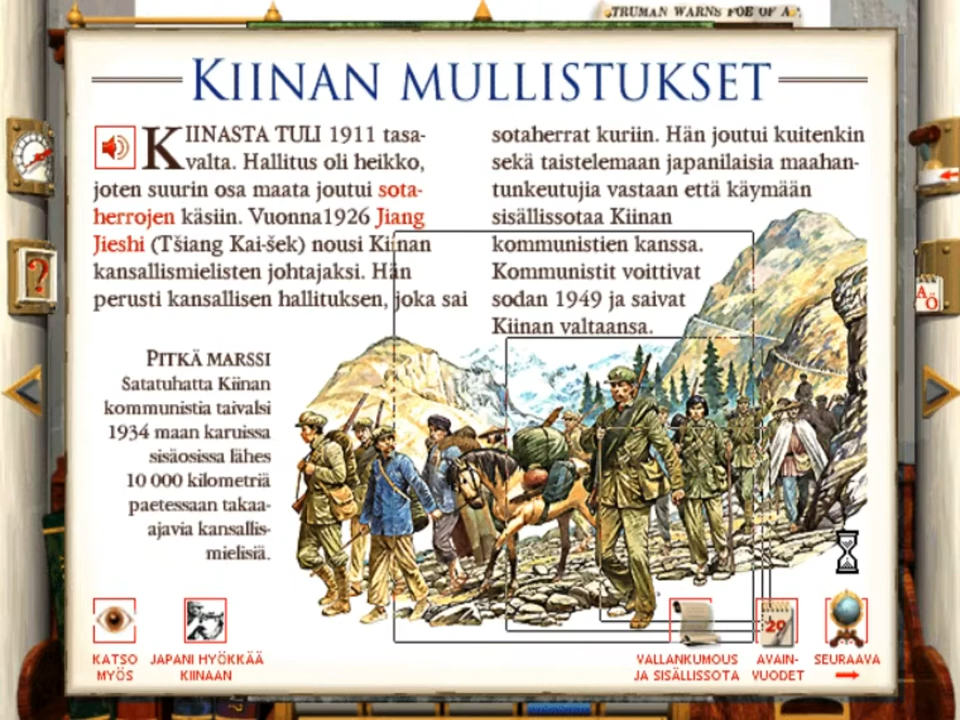 TRUMAN WARNS FOE OF A
KIINAN MULLISTUKSET
KIINASTA TULI 1911 tasa-
valta. Hallitus oli heikko,
joten suurin osa maata joutui sota-
herrojen käsiin. Vuonna1926 Jiang
Jieshi (Tšiang Kai-šek) nousi Kiinan
kansallismielisten johtajaksi. Hän
perusti kansallisen hallituksen, joka sai
sotaherrat kuriin. Hän joutui kuitenkin
sekä taistelemaan japanilaisia maahan-
tunkeutujia vastaan että käymään
sisällissotaa Kiinan
kommunistien kanssa.
Kommunistit voittivat
sodan 1949 ja saivat
Kiinan valtaansa.
PITKÄ MARSSI
Satatuhatta Kiinan
kommunistia taivalsi
1934 maan karuissa
sisäosissa lähes
10 000 kilometriä
paetessaan takaa-
ajavia kansallis-
mielisiä.
?
A
Ö
29
KATSO
MYÖS
JAPANI HYÖKKÄÄ
KIINAAN
VALLANKUMOUS
JA SISÄLLISSOTA
AVAIN-
VUODET
SEURAAVA